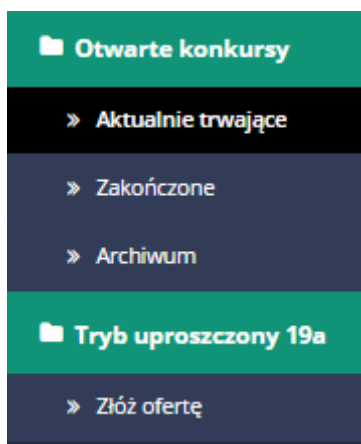 Otwarte konkursy
Aktualnie trwające
Zakończone
Archiwum
Tryb uproszczony 19a
Złóż ofertę